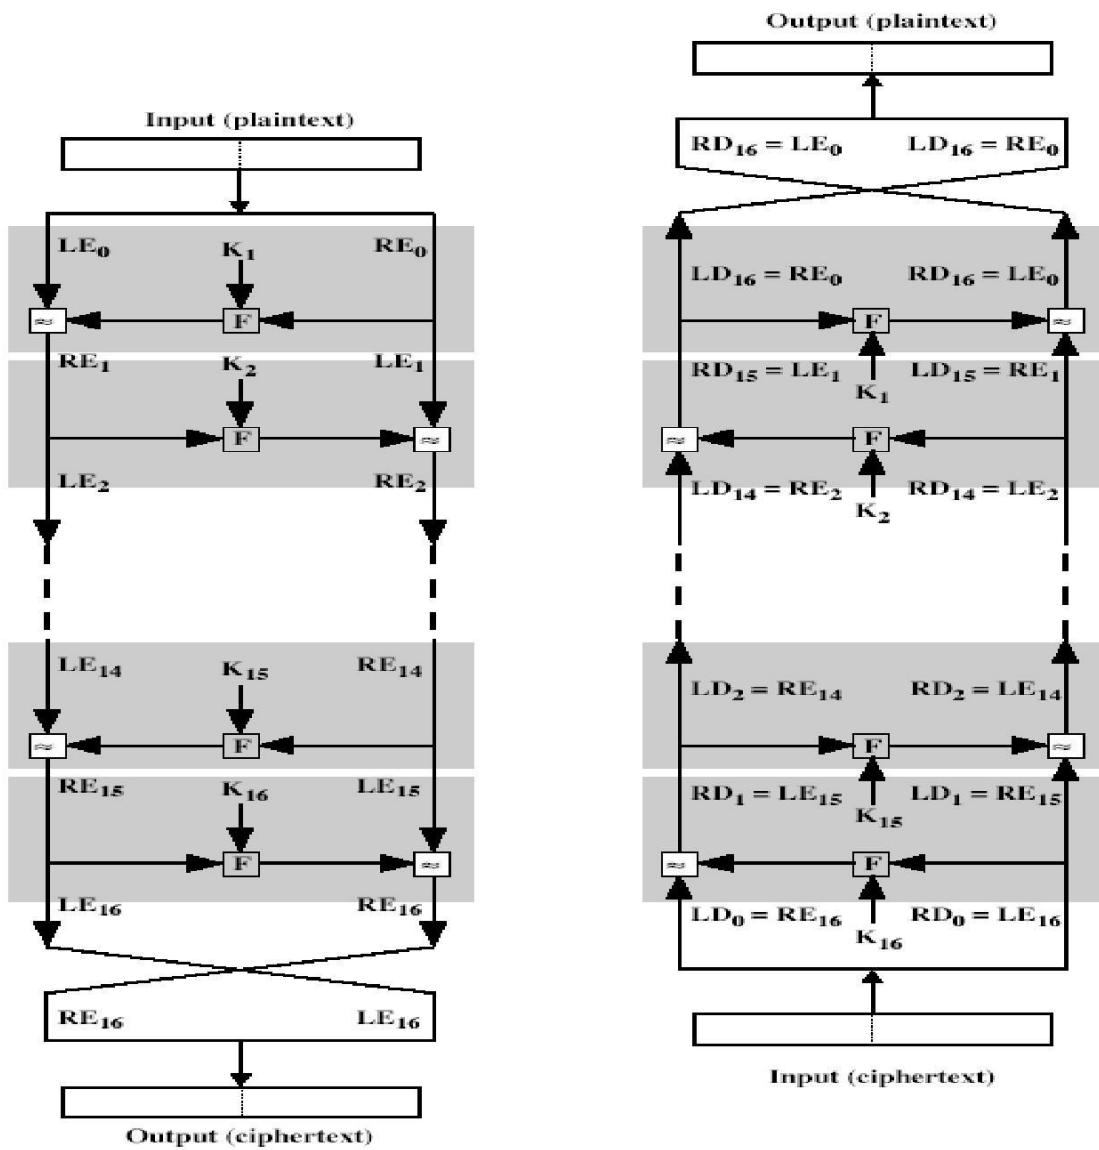 Input (plaintext)
LE₀
K₁
RE₀
≈
F
RE₁
K₂
LE₁
F
≈
LE₂
RE₂
LE₁₄
K₁₅
RE₁₄
≈
F
RE₁₅
K₁₆
LE₁₅
F
≈
LE₁₆
RE₁₆
RE₁₆
LE₁₆
Output (ciphertext)
Output (plaintext)
RD₁₆ = LE₀
LD₁₆ = RE₀
LD₁₆ = RE₀
RD₁₆ = LE₀
F
≈
RD₁₅ = LE₁
K₁
LD₁₅ = RE₁
≈
F
LD₁₄ = RE₂
K₂
RD₁₄ = LE₂
LD₂ = RE₁₄
RD₂ = LE₁₄
F
≈
RD₁ = LE₁₅
K₁₅
LD₁ = RE₁₅
≈
F
LD₀ = RE₁₆
K₁₆
RD₀ = LE₁₆
Input (ciphertext)